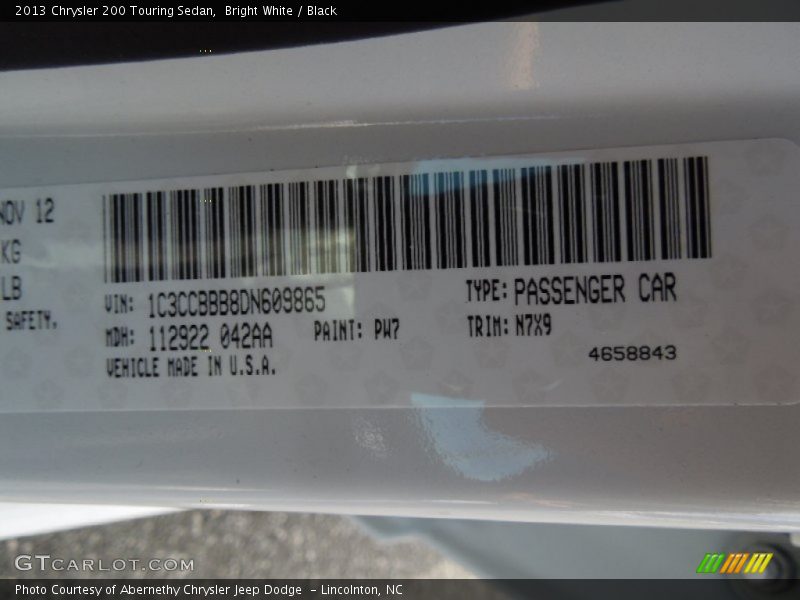 2013 Chrysler 200 Touring Sedan, Bright White / Black
NOV 12
KG
LB
SAFETY.
VIN: 1C3CCBBB8DN609865
TYPE: PASSENGER CAR
MDH: 112922 042AA
PAINT: PW7
TRIM: N7X9
VEHICLE MADE IN U.S.A.
4658843
GTCARLOT.COM
Photo Courtesy of Abernethy Chrysler Jeep Dodge - Lincolnton, NC